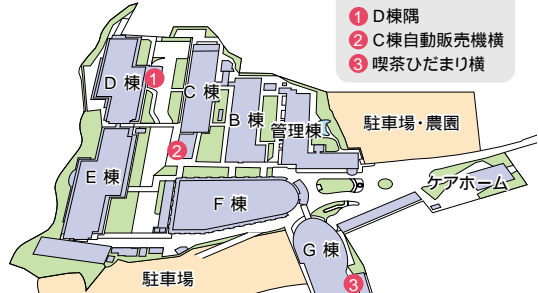 1 D棟隅
2 C棟自動販売機横
3 喫茶ひだまり横
D 棟
1
C 棟
B 棟
管理棟
駐車場・農園
2
E 棟
F 棟
ケアホーム
G 棟
駐車場
3